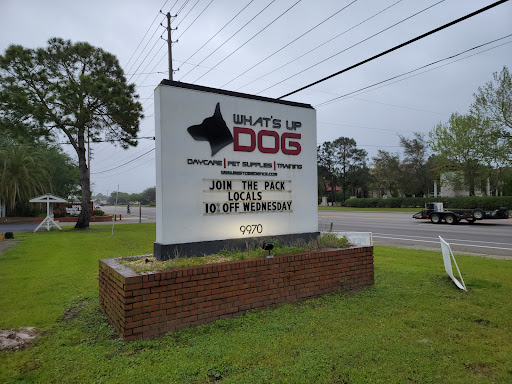 WHAT'S UP
DOG
DAYCARE PET SUPPLIES TRAINING
JOIN THE PACK
LOCALS
10% OFF WEDNESDAY
9970